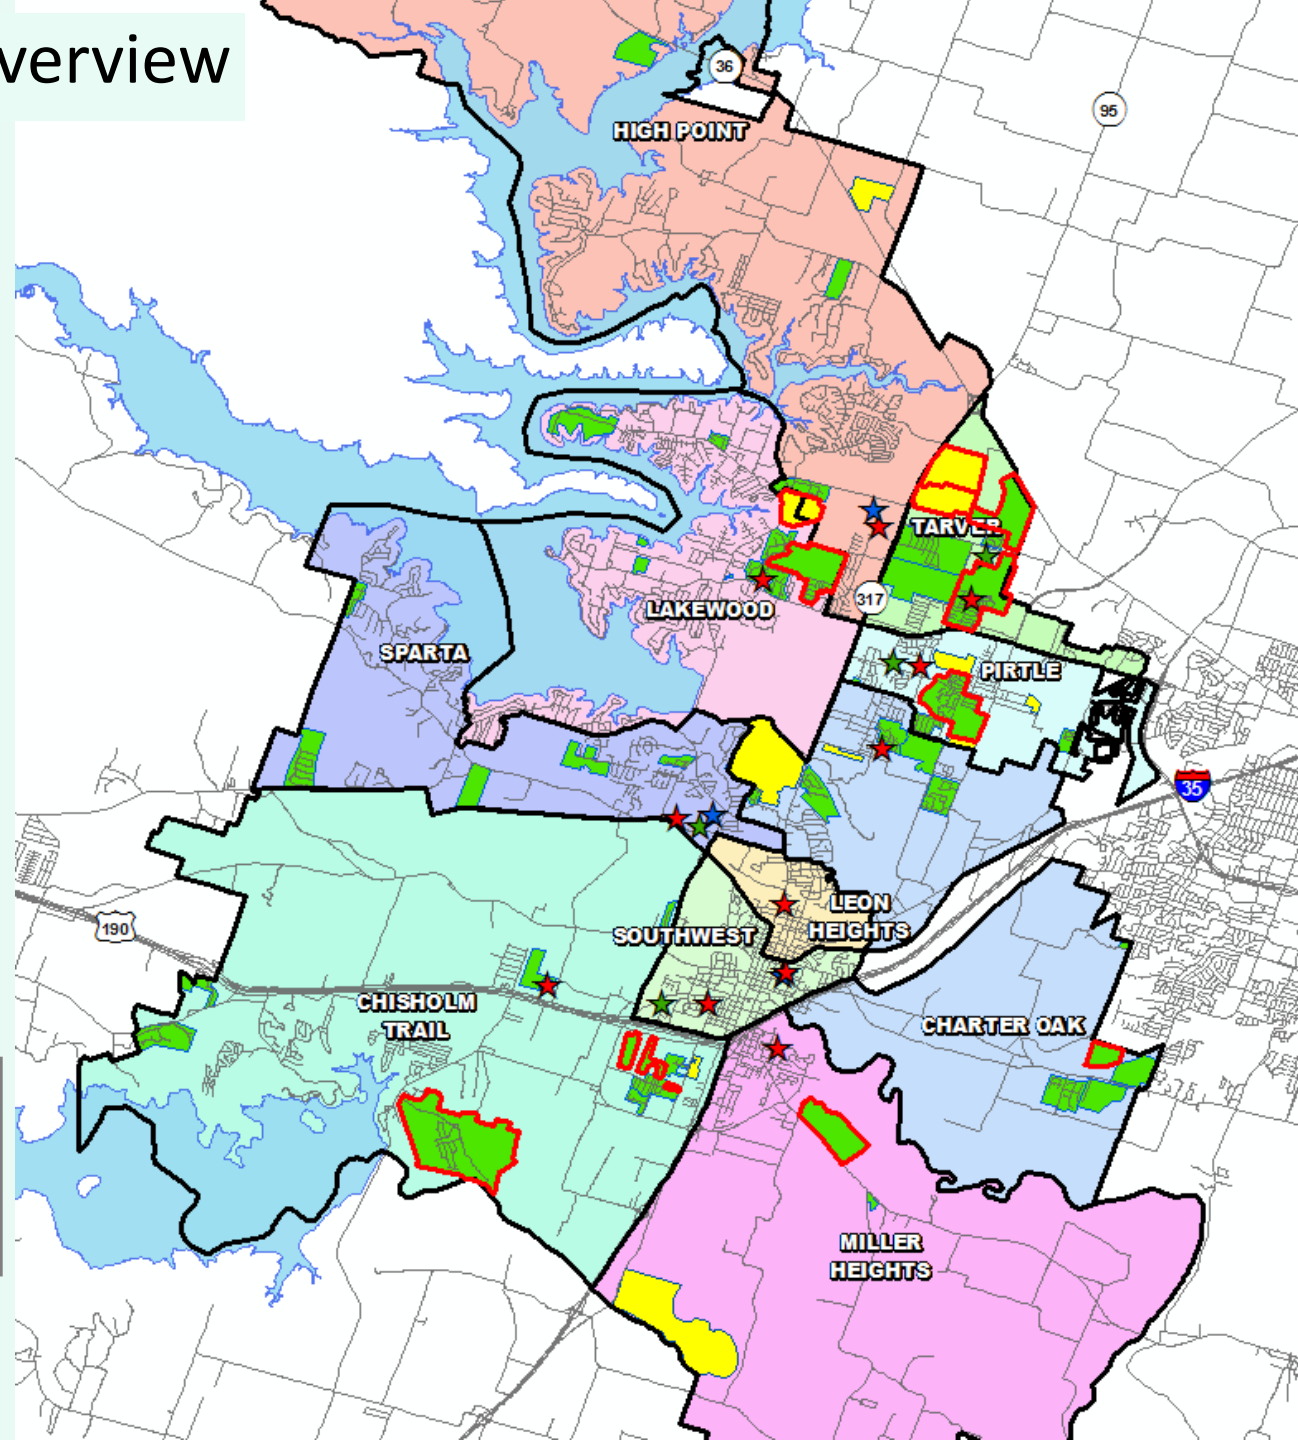 verview
36
95
HIGH POINT
TARVER
317
LAKEWOOD
SPARTA
PIRTLE
35
LEON
HEIGHTS
190
SOUTHWEST
CHISHOLM
TRAIL
CHARTER OAK
MILLER
HEIGHTS